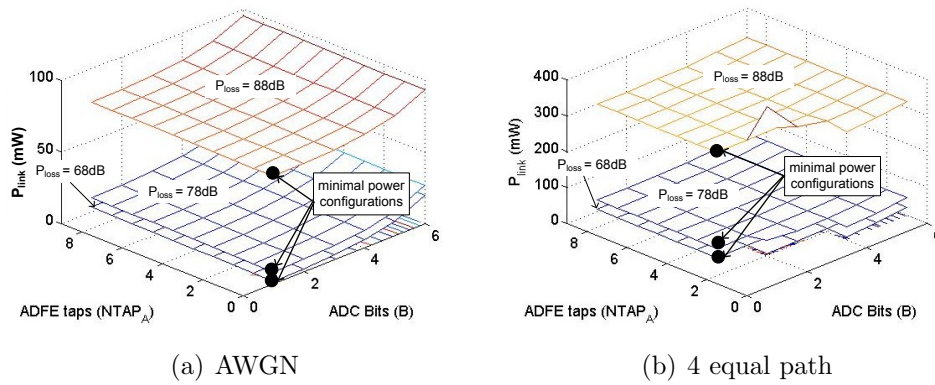 100
50
0
P_link (mW)
P_loss = 88dB
P_loss = 68dB
P_loss = 78dB
minimal power
configurations
8
6
4
2
0
0
2
4
6
ADFE taps (NTAP_A)
ADC Bits (B)
(a) AWGN
400
300
200
100
0
P_link (mW)
P_loss = 88dB
P_loss = 68dB
P_loss = 78dB
minimal power
configurations
8
6
4
2
0
0
2
4
ADFE taps (NTAP_A)
ADC Bits (B)
(b) 4 equal path